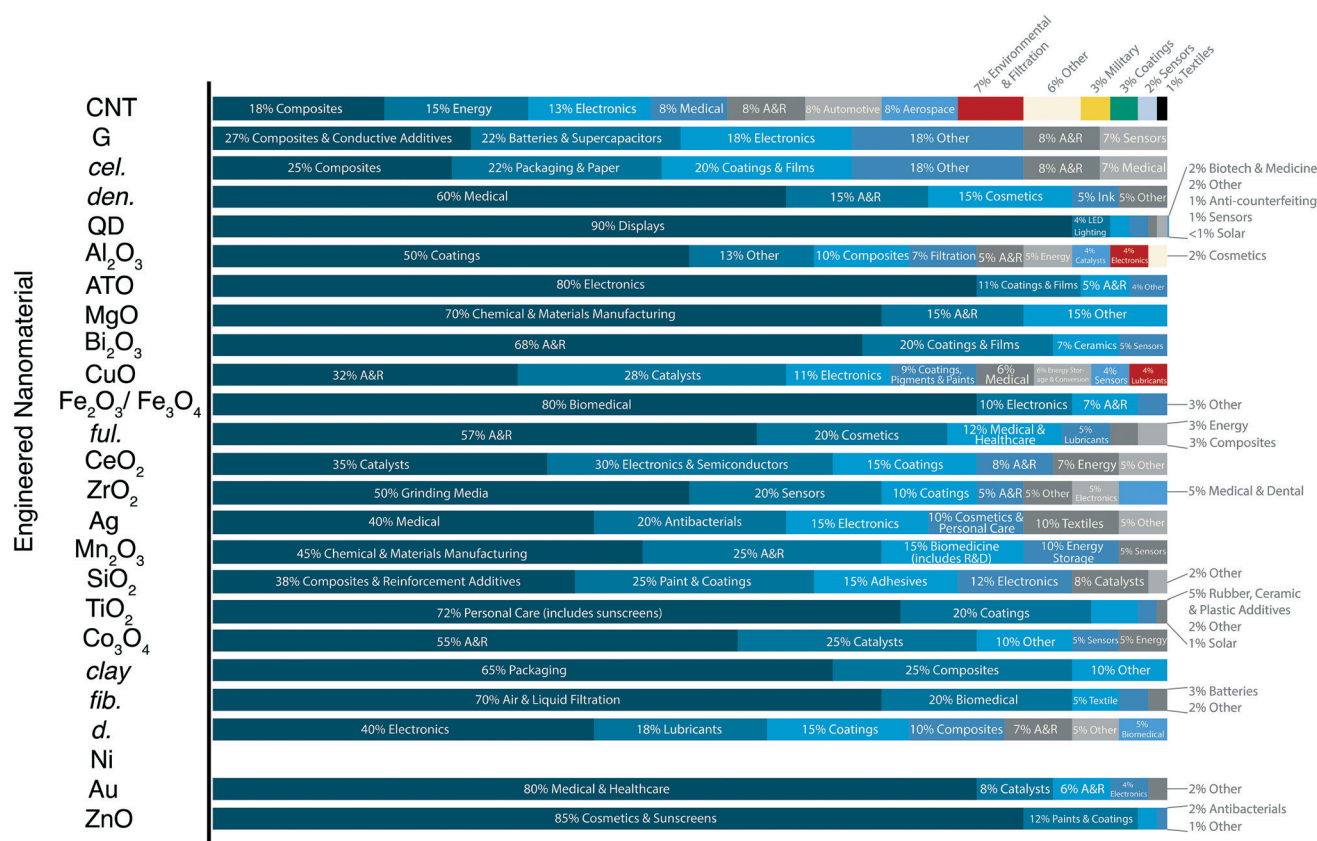 7% Environmental
& Filtration
6% Other
3% Military
3% Coatings
2% Sensors
1% Textiles
Engineered Nanomaterial
CNT
18% Composites 15% Energy 13% Electronics 8% Medical 8% A&R 8% Automotive 8% Aerospace
G
27% Composites & Conductive Additives 22% Batteries & Supercapacitors 18% Electronics 18% Other 8% A&R 7% Sensors
cel.
25% Composites 22% Packaging & Paper 20% Coatings & Films 18% Other 8% A&R 7% Medical
den.
60% Medical 15% A&R 15% Cosmetics 5% Ink 5% Other
QD
90% Displays 4% LED
Lighting
2% Biotech & Medicine
2% Other
1% Anti-counterfeiting
1% Sensors
<1% Solar
Al2O3
50% Coatings 13% Other 10% Composites 7% Filtration 5% A&R 5% Energy 4%
Catalysts 4%
Electronics
2% Cosmetics
ATO
80% Electronics 11% Coatings & Films 5% A&R 4% Other
MgO
70% Chemical & Materials Manufacturing 15% A&R 15% Other
Bi2O3
68% A&R 20% Coatings & Films 7% Ceramics 5% Sensors
CuO
32% A&R 28% Catalysts 11% Electronics 9% Coatings,
Pigments & Paints 6%
Medical 6% Energy Stor-
age & Conversion 4%
Sensors 4%
Lubricants
Fe2O3/ Fe3O4
80% Biomedical 10% Electronics 7% A&R
3% Other
ful.
57% A&R 20% Cosmetics 12% Medical &
Healthcare 5%
Lubricants
3% Energy
3% Composites
CeO2
35% Catalysts 30% Electronics & Semiconductors 15% Coatings 8% A&R 7% Energy 5% Other
ZrO2
50% Grinding Media 20% Sensors 10% Coatings 5% A&R 5% Other 5%
Electronics
5% Medical & Dental
Ag
40% Medical 20% Antibacterials 15% Electronics 10% Cosmetics &
Personal Care 10% Textiles 5% Other
Mn2O3
45% Chemical & Materials Manufacturing 25% A&R 15% Biomedicine
(includes R&D) 10% Energy
Storage 5% Sensors
SiO2
38% Composites & Reinforcement Additives 25% Paint & Coatings 15% Adhesives 12% Electronics 8% Catalysts
2% Other
TiO2
72% Personal Care (includes sunscreens) 20% Coatings
5% Rubber, Ceramic
& Plastic Additives
2% Other
1% Solar
Co3O4
55% A&R 25% Catalysts 10% Other 5% Sensors 5% Energy
clay
65% Packaging 25% Composites 10% Other
fib.
70% Air & Liquid Filtration 20% Biomedical 5% Textile
3% Batteries
2% Other
d.
40% Electronics 18% Lubricants 15% Coatings 10% Composites 7% A&R 5% Other 5%
Biomedical
Ni
Au
80% Medical & Healthcare 8% Catalysts 6% A&R 4%
Electronics
2% Other
ZnO
85% Cosmetics & Sunscreens 12% Paints & Coatings
2% Antibacterials
1% Other